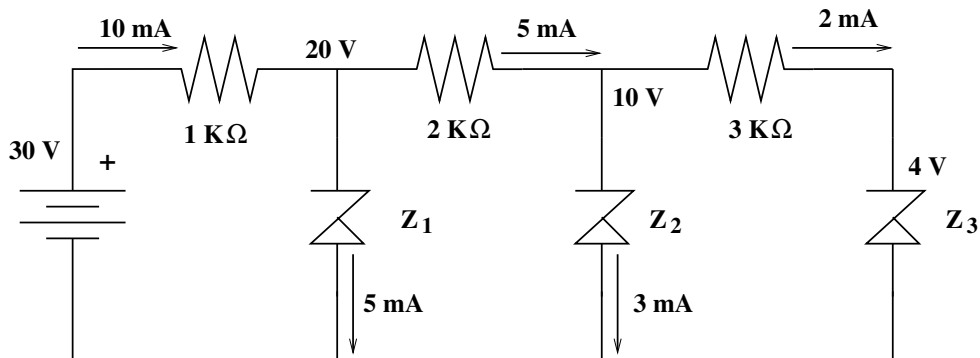 10 mA
20 V
5 mA
2 mA
10 V
1 KΩ
2 KΩ
3 KΩ
30 V
+
4 V
Z1
Z2
Z3
5 mA
3 mA